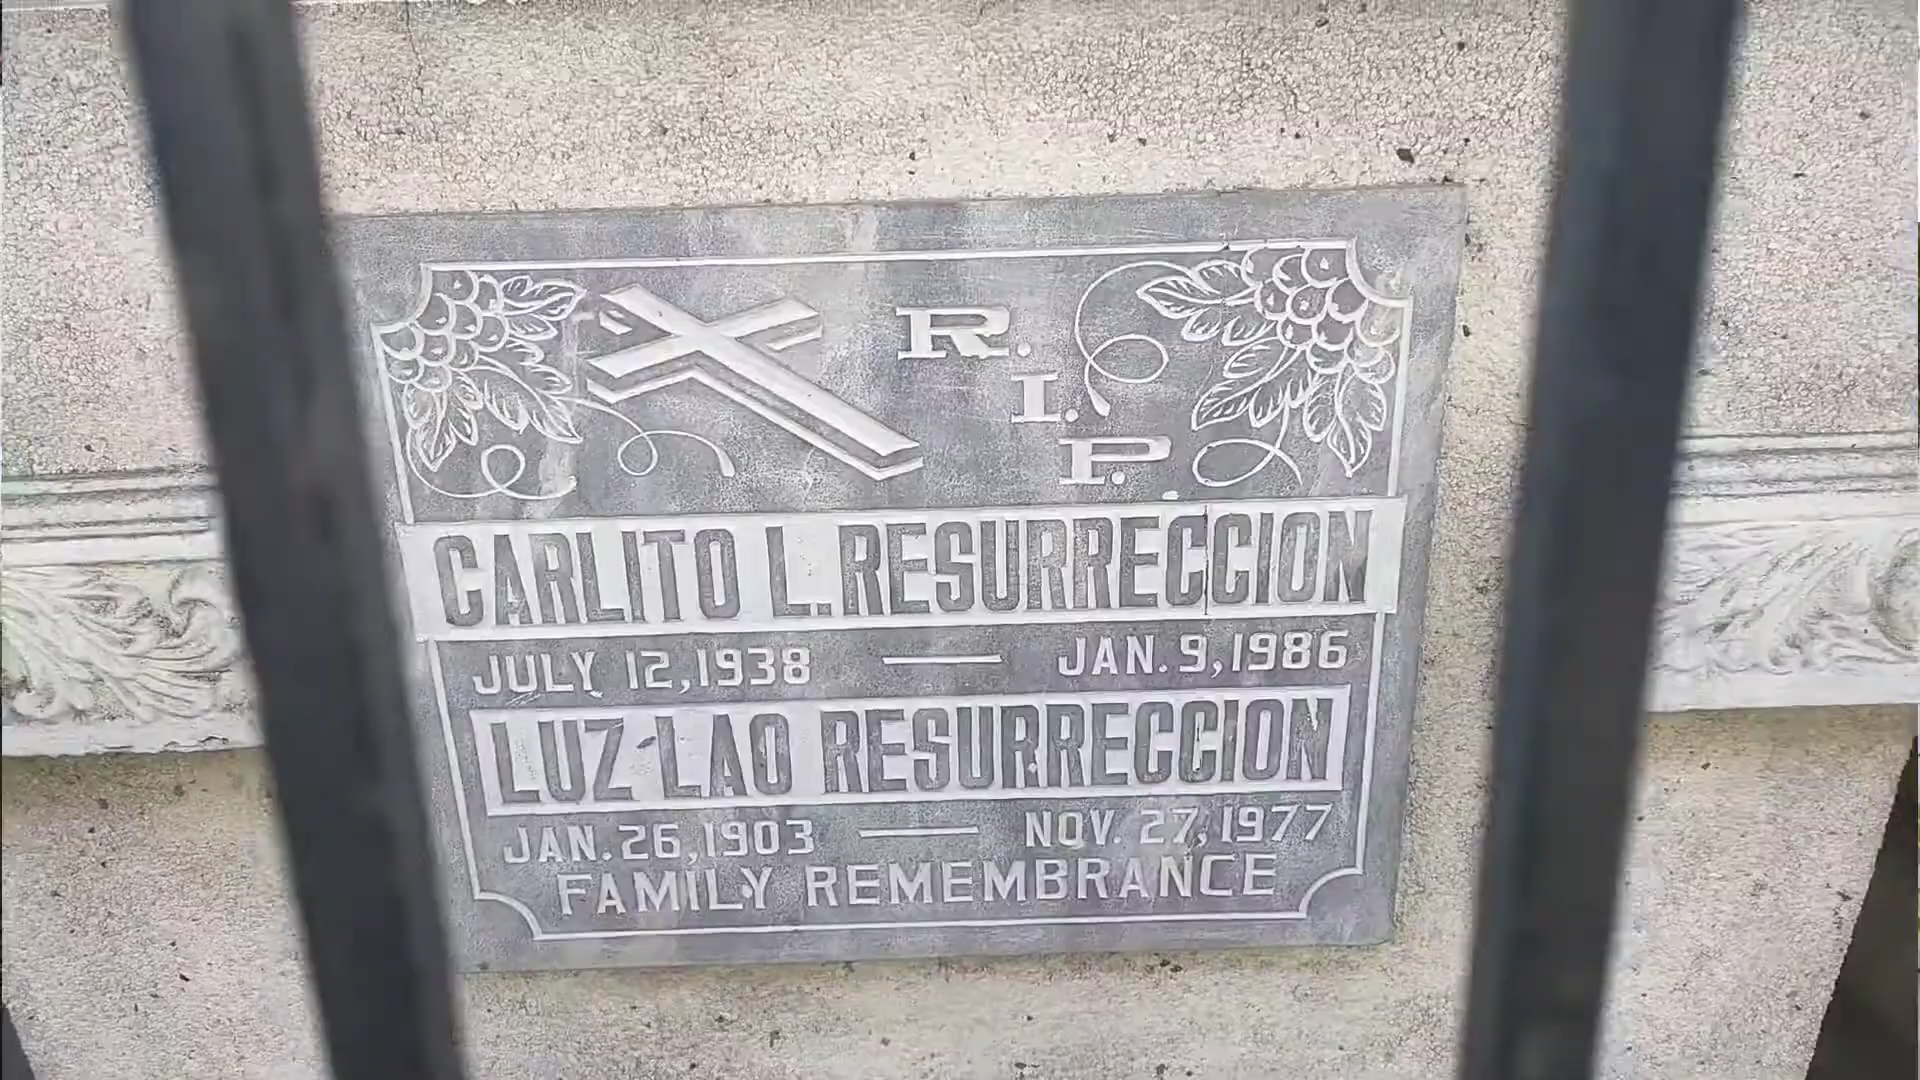 R.
I.
P.
CARLITO L. RESURRECCION
JULY 12, 1938 — JAN. 9, 1986
LUZ LAO RESURRECCION
JAN. 26, 1903 — NOV. 27, 1977
FAMILY REMEMBRANCE